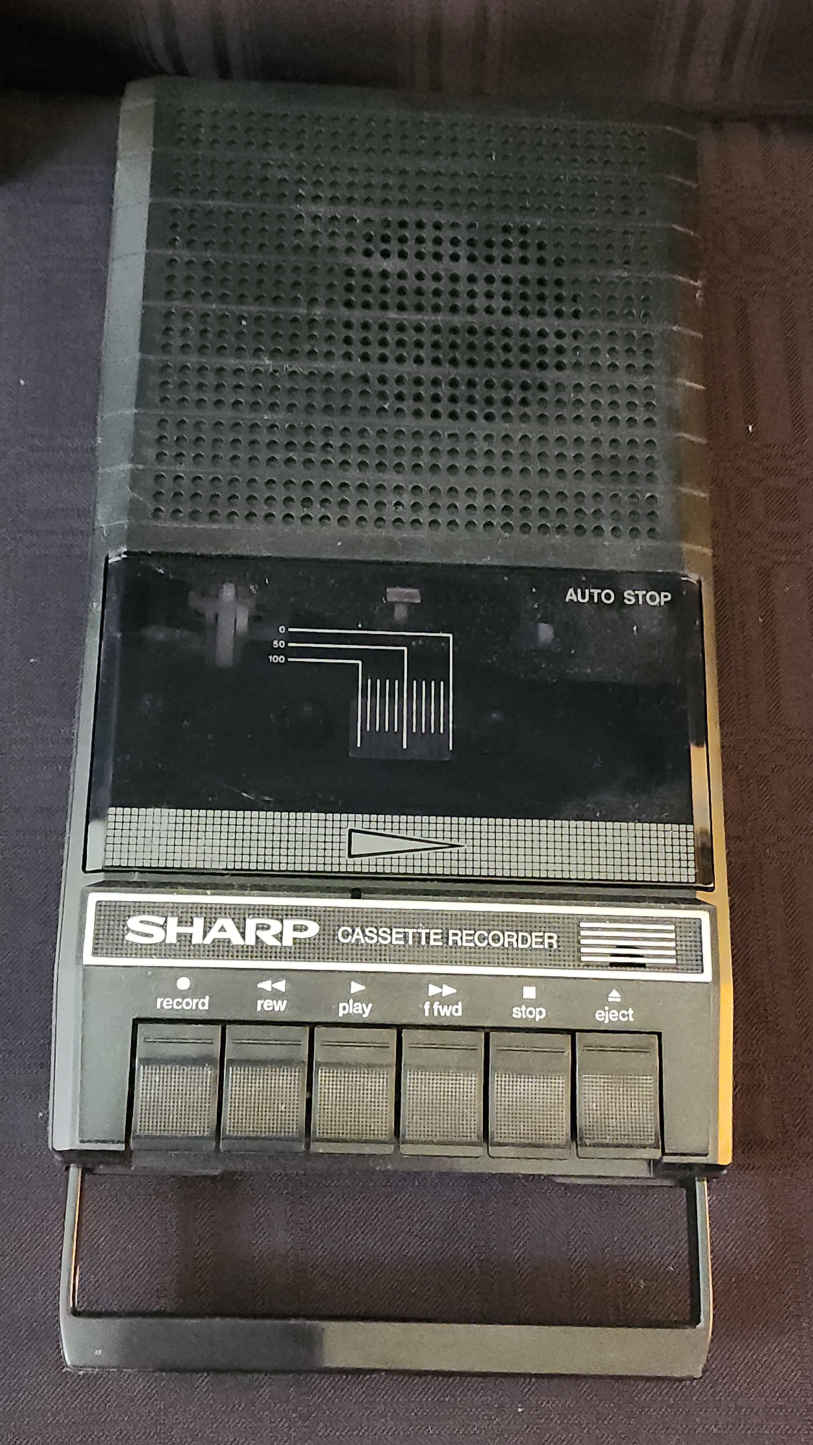 AUTO STOP
0
50
100
SHARP CASSETTE RECORDER
record rew play f fwd stop eject